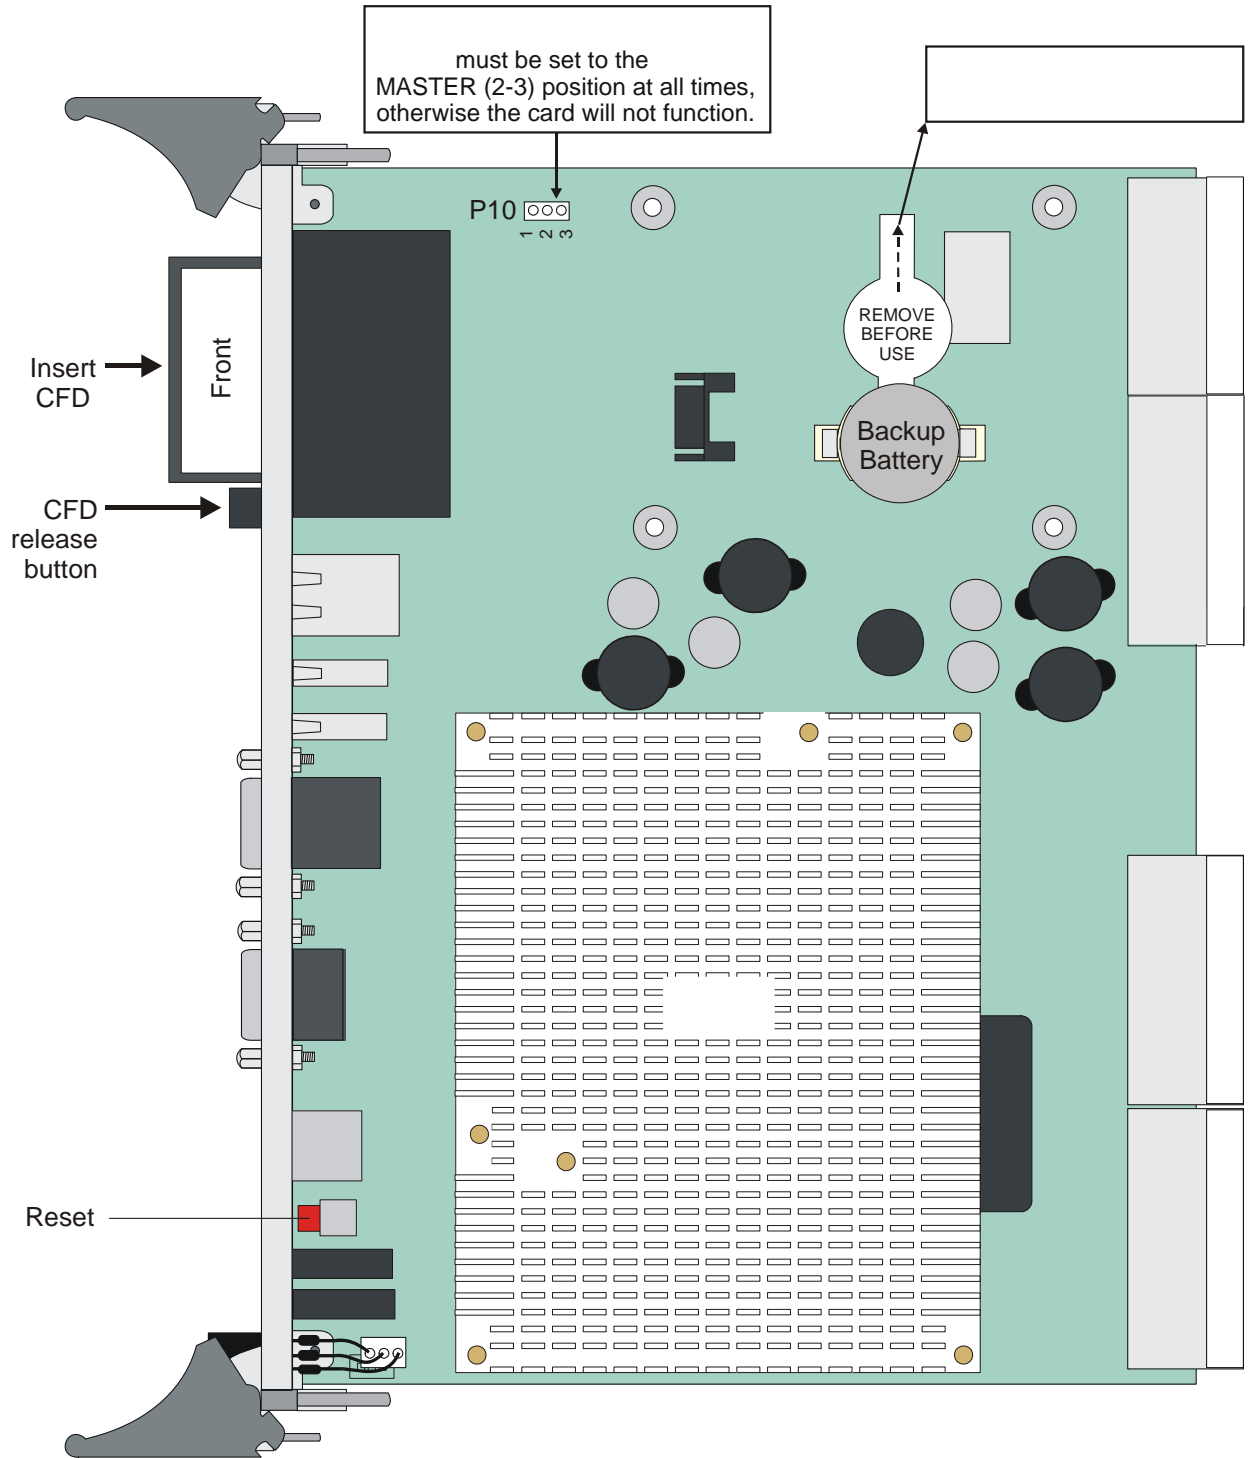 must be set to the
MASTER (2-3) position at all times,
otherwise the card will not function.
P10
1 2 3
REMOVE
BEFORE
USE
Insert
CFD
Front
Backup
Battery
CFD
release
button
Reset